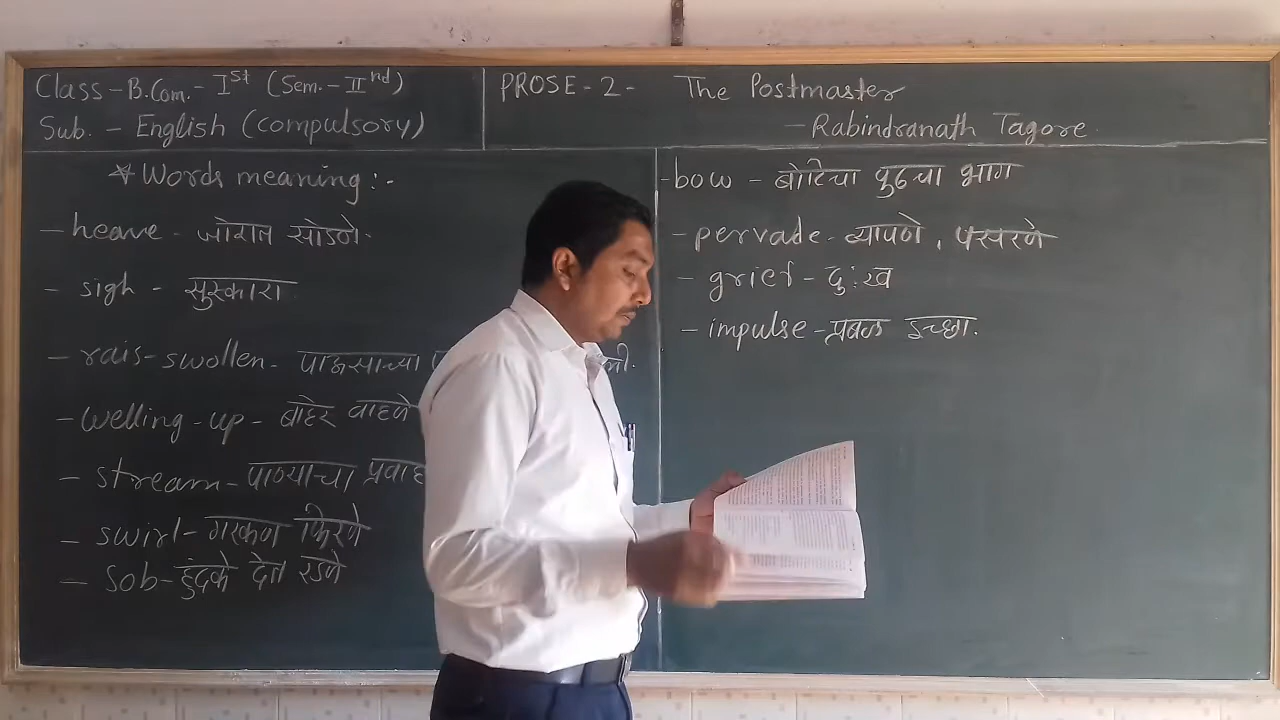 Class - B.Com. - Ist (Sem. - IInd)
Sub. - English (compulsory)
PROSE - 2 - The Postmaster
- Rabindranath Tagore.
* Words meaning :-
- heave - जोरात सोडणे.
- sigh - सुस्कारा
- rais-swollen - पाऊसाच्या
- welling-up - बाहेर वाहणे
- stream - पाण्याचा प्रवाह
- swirl - गरकण फिरणे
- sob - हुंदके देत रडणे
- bow - बोटिचा पुढचा भाग
- pervade - व्यापणे, पसरणे
- grief - दु:ख
- impulse - प्रबळ इच्छा.